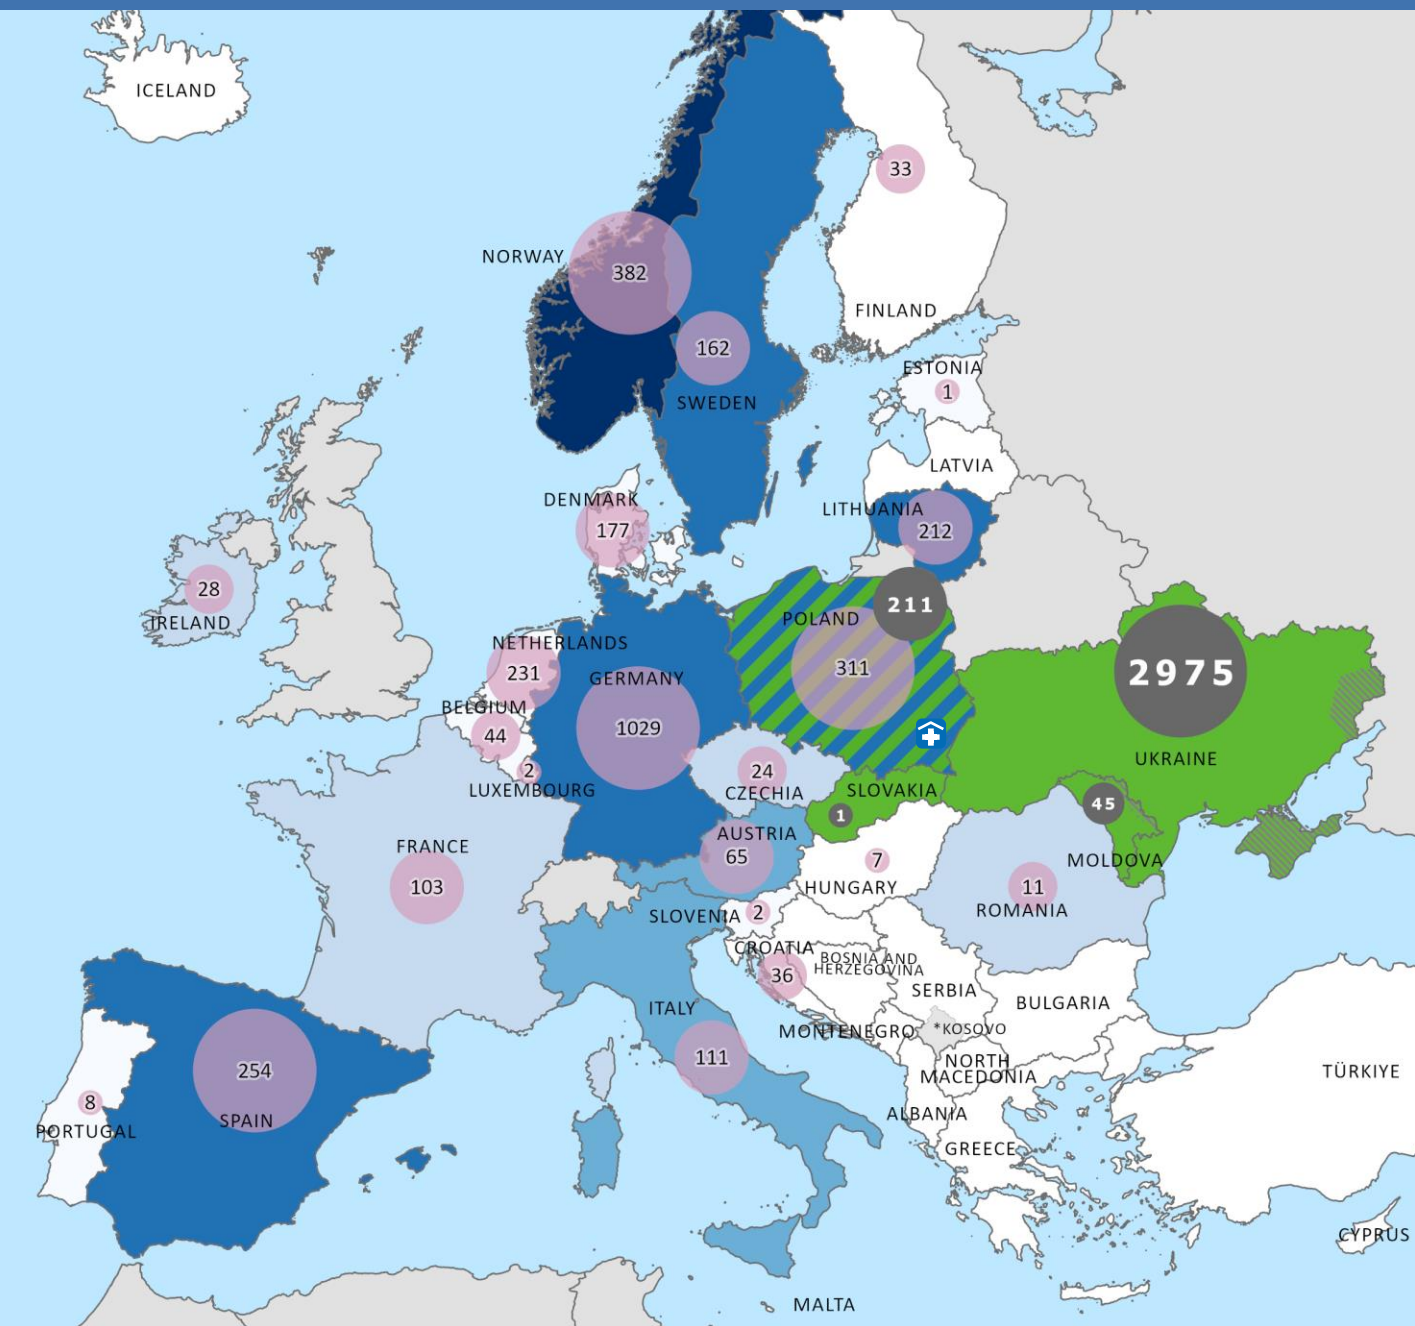 ICELAND
33
NORWAY
382
FINLAND
162
ESTONIA
1
SWEDEN
LATVIA
DENMARK
177
LITHUANIA
212
28
IRELAND
211
POLAND
311
NETHERLANDS
231
GERMANY
1029
2975
UKRAINE
BELGIUM
44
2
LUXEMBOURG
24
CZECHIA
SLOVAKIA
1
45
MOLDOVA
AUSTRIA
65
FRANCE
103
7
HUNGARY
11
ROMANIA
SLOVENIA
2
CROATIA
36
BOSNIA AND
HERZEGOVINA
SERBIA
BULGARIA
ITALY
111
MONTENEGRO
*KOSOVO
NORTH
MACEDONIA
TÜRKIYE
254
SPAIN
8
PORTUGAL
ALBANIA
GREECE
CYPRUS
MALTA